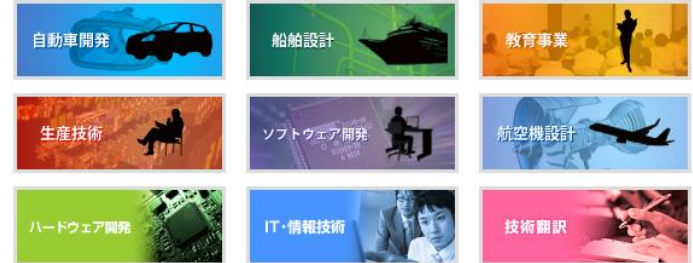 自動車開発
船舶設計
教育事業
生産技術
ソフトウェア開発
航空機設計
ハードウェア開発
IT・情報技術
技術翻訳